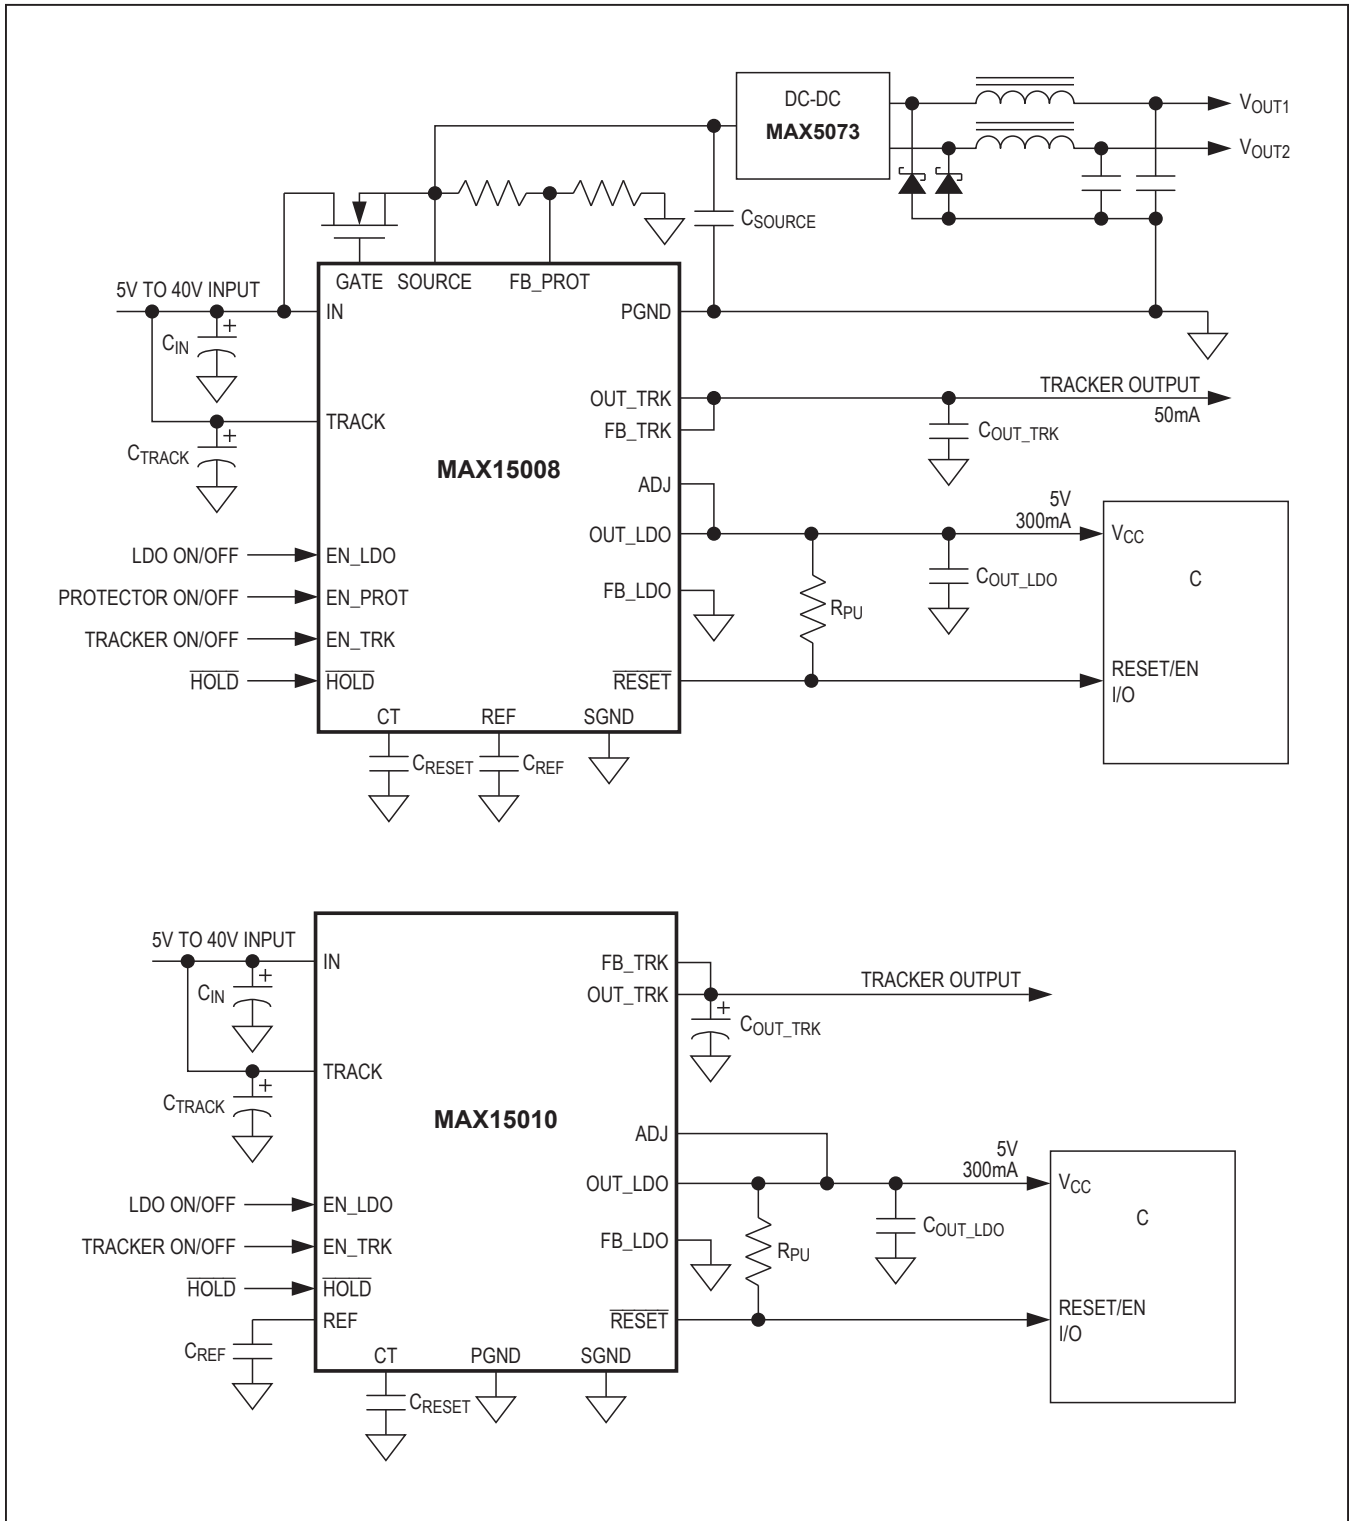 DC-DC
MAX5073
VOUT1
VOUT2
CSOURCE
GATE SOURCE FB_PROT
5V TO 40V INPUT
IN
PGND
+
CIN
TRACKER OUTPUT
50mA
OUT_TRK
FB_TRK
COUT_TRK
TRACK
+
CTRACK
MAX15008
ADJ
5V
300mA
OUT_LDO
VCC
C
COUT_LDO
LDO ON/OFF
EN_LDO
FB_LDO
RPU
PROTECTOR ON/OFF
EN_PROT
TRACKER ON/OFF
EN_TRK
HOLD
HOLD
RESET
RESET/EN
I/O
CT REF SGND
CRESET
CREF
5V TO 40V INPUT
IN
FB_TRK
+
CIN
OUT_TRK
TRACKER OUTPUT
+
COUT_TRK
TRACK
+
CTRACK
MAX15010
ADJ
5V
300mA
OUT_LDO
VCC
C
COUT_LDO
LDO ON/OFF
EN_LDO
FB_LDO
RPU
TRACKER ON/OFF
EN_TRK
HOLD
HOLD
REF
RESET
RESET/EN
I/O
CREF
CT PGND SGND
CRESET